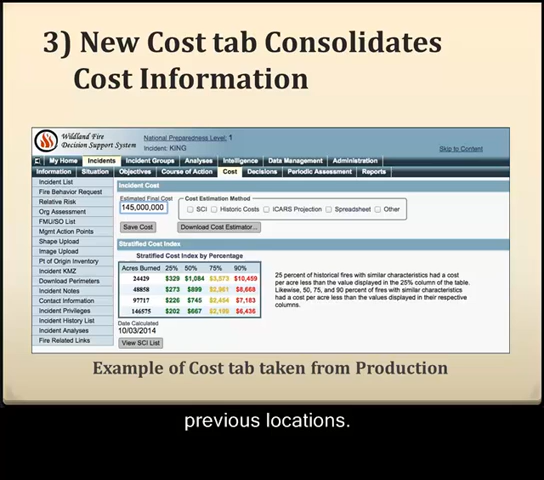 3) New Cost tab Consolidates
Cost Information
Wildland Fire
Decision Support System
National Preparedness Level: 1
Incident: KING
Skip to Content
My Home Incidents Incident Groups Analyses Intelligence Data Management Administration
Information Situation Objectives Course of Action Cost Decisions Periodic Assessment Reports
Incident List
Fire Behavior Request
Relative Risk
Org Assessment
FMU/SO List
Mgmt Action Points
Shape Upload
Image Upload
Pt of Origin Inventory
Incident KMZ
Download Perimeters
Incident Notes
Contact Information
Incident Privileges
Incident History List
Incident Analyses
Fire Related Links
Incident Cost
Estimated Final Cost
145,000,000
Cost Estimation Method
SCI Historic Costs ICARS Projection Spreadsheet Other
Save Cost Download Cost Estimator...
Stratified Cost Index
Stratified Cost Index by Percentage
Acres Burned 25% 50% 75% 90%
24429 $329 $1,084 $3,573 $10,459
48858 $273 $899 $2,961 $8,668
97717 $226 $745 $2,454 $7,183
146575 $202 $667 $2,199 $6,436
25 percent of historical fires with similar characteristics had a cost
per acre less than the value displayed in the 25% column of the table.
Likewise, 50, 75, and 90 percent of fires with similar characteristics
had a cost per acre less than the values displayed in their respective
columns.
Date Calculated
10/03/2014
View SCI List
Example of Cost tab taken from Production
previous locations.